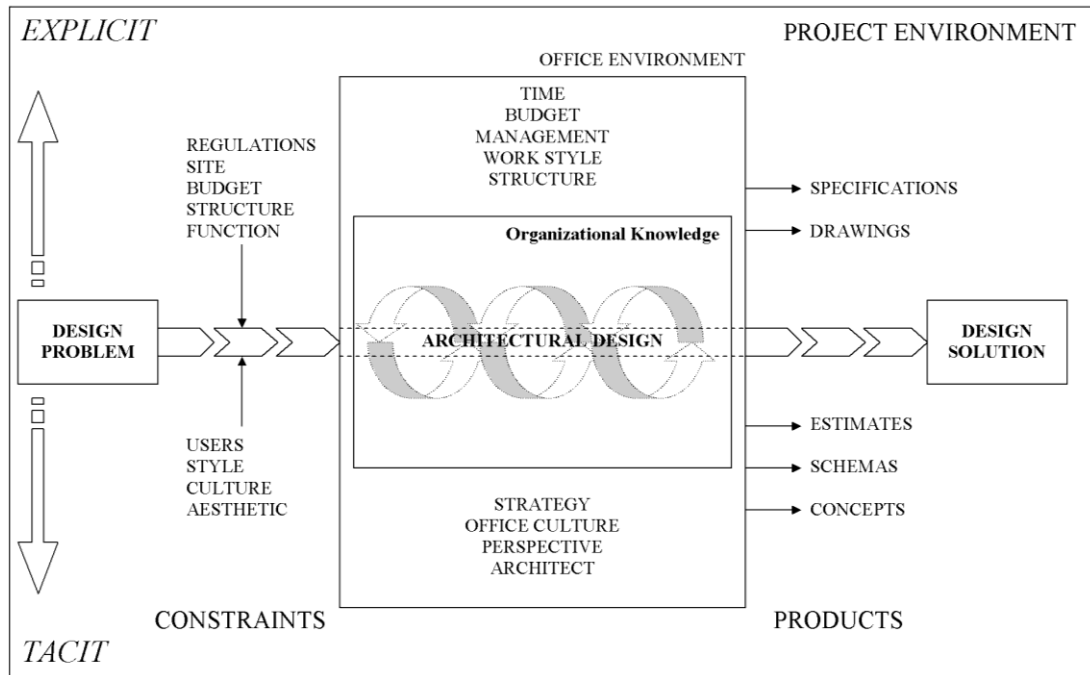 EXPLICIT
PROJECT ENVIRONMENT
OFFICE ENVIRONMENT
TIME
BUDGET
MANAGEMENT
WORK STYLE
STRUCTURE
REGULATIONS
SITE
BUDGET
STRUCTURE
FUNCTION
SPECIFICATIONS
DRAWINGS
Organizational Knowledge
DESIGN
PROBLEM
ARCHITECTURAL DESIGN
DESIGN
SOLUTION
USERS
STYLE
CULTURE
AESTHETIC
ESTIMATES
SCHEMAS
CONCEPTS
STRATEGY
OFFICE CULTURE
PERSPECTIVE
ARCHITECT
CONSTRAINTS
PRODUCTS
TACIT